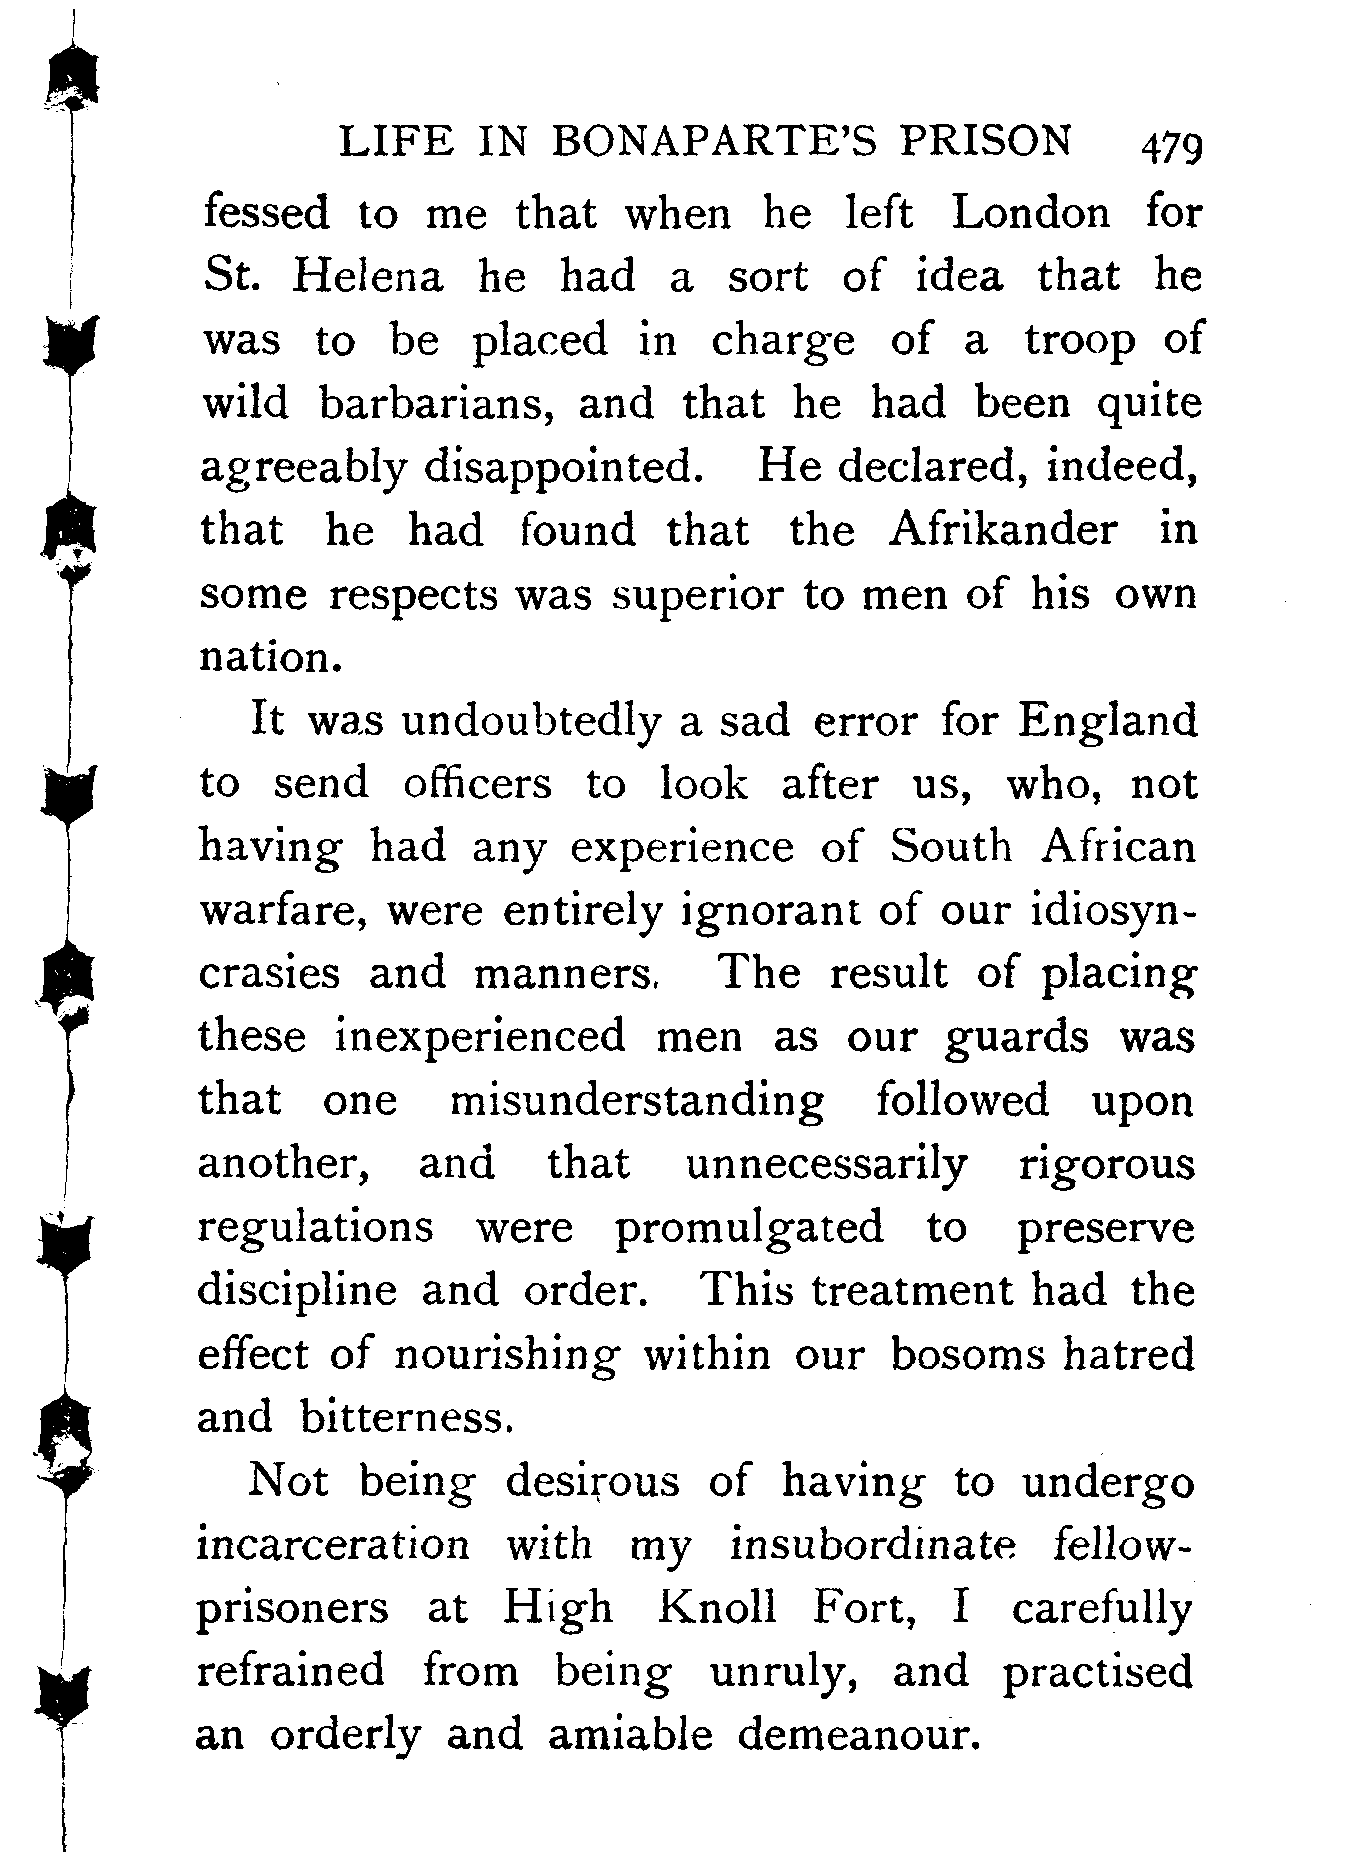 LIFE IN BONAPARTE'S PRISON 479
fessed to me that when he left London for
St. Helena he had a sort of idea that he
was to be placed in charge of a troop of
wild barbarians, and that he had been quite
agreeably disappointed. He declared, indeed,
that he had found that the Afrikander in
some respects was superior to men of his own
nation.
It was undoubtedly a sad error for England
to send officers to look after us, who, not
having had any experience of South African
warfare, were entirely ignorant of our idiosyn-
crasies and manners. The result of placing
these inexperienced men as our guards was
that one misunderstanding followed upon
another, and that unnecessarily rigorous
regulations were promulgated to preserve
discipline and order. This treatment had the
effect of nourishing within our bosoms hatred
and bitterness.
Not being desirous of having to undergo
incarceration with my insubordinate fellow-
prisoners at High Knoll Fort, I carefully
refrained from being unruly, and practised
an orderly and amiable demeanour.